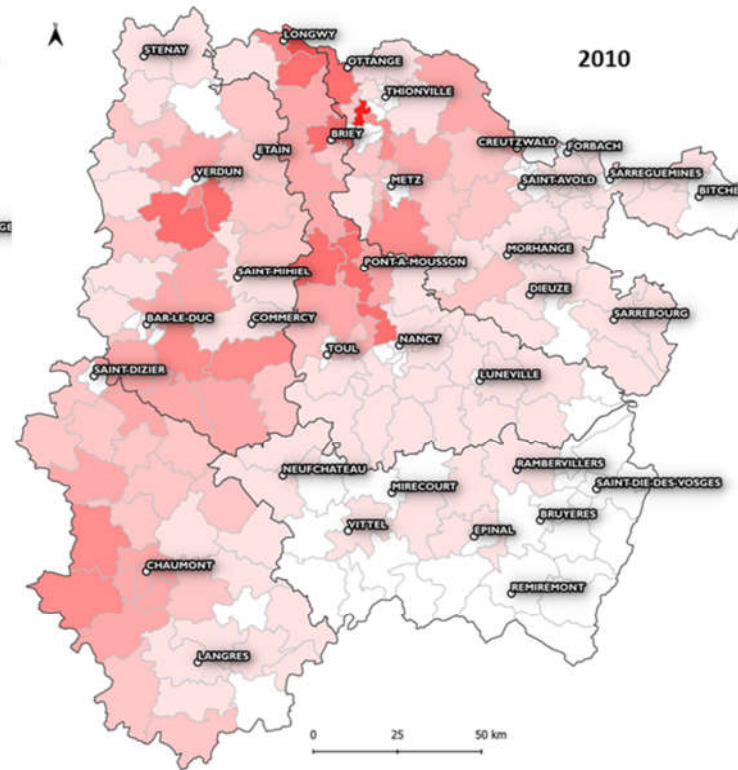 LONGWY
STENAY
OTTANGE
2010
THIONVILLE
BRIEY
CREUTZWALD
FORBACH
ETAIN
VERDUN
METZ
SAINT-AVOLD
SARREGUEMINES
BITCHE
GE
MORHANGE
PONT-A-MOUSSON
SAINT-MIHIEL
DIEUZE
BAR-LE-DUC
COMMERCY
SARREBOURG
NANCY
TOUL
SAINT-DIZIER
LUNEVILLE
NEUFCHATEAU
RAMBERVILLERS
MIRECOURT
SAINT-DIE-DES-VOSGES
VITTEL
BRUYERES
EPINAL
CHAUMONT
REMIREMONT
LANGRES
0 25 50 km